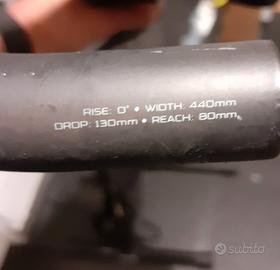 RISE: 0° • WIDTH: 440mm
DROP: 130mm • REACH: 80mm
subito